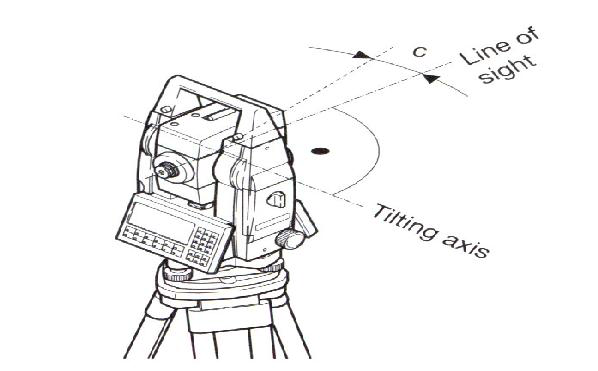 c
Line of
sight
Tilting axis